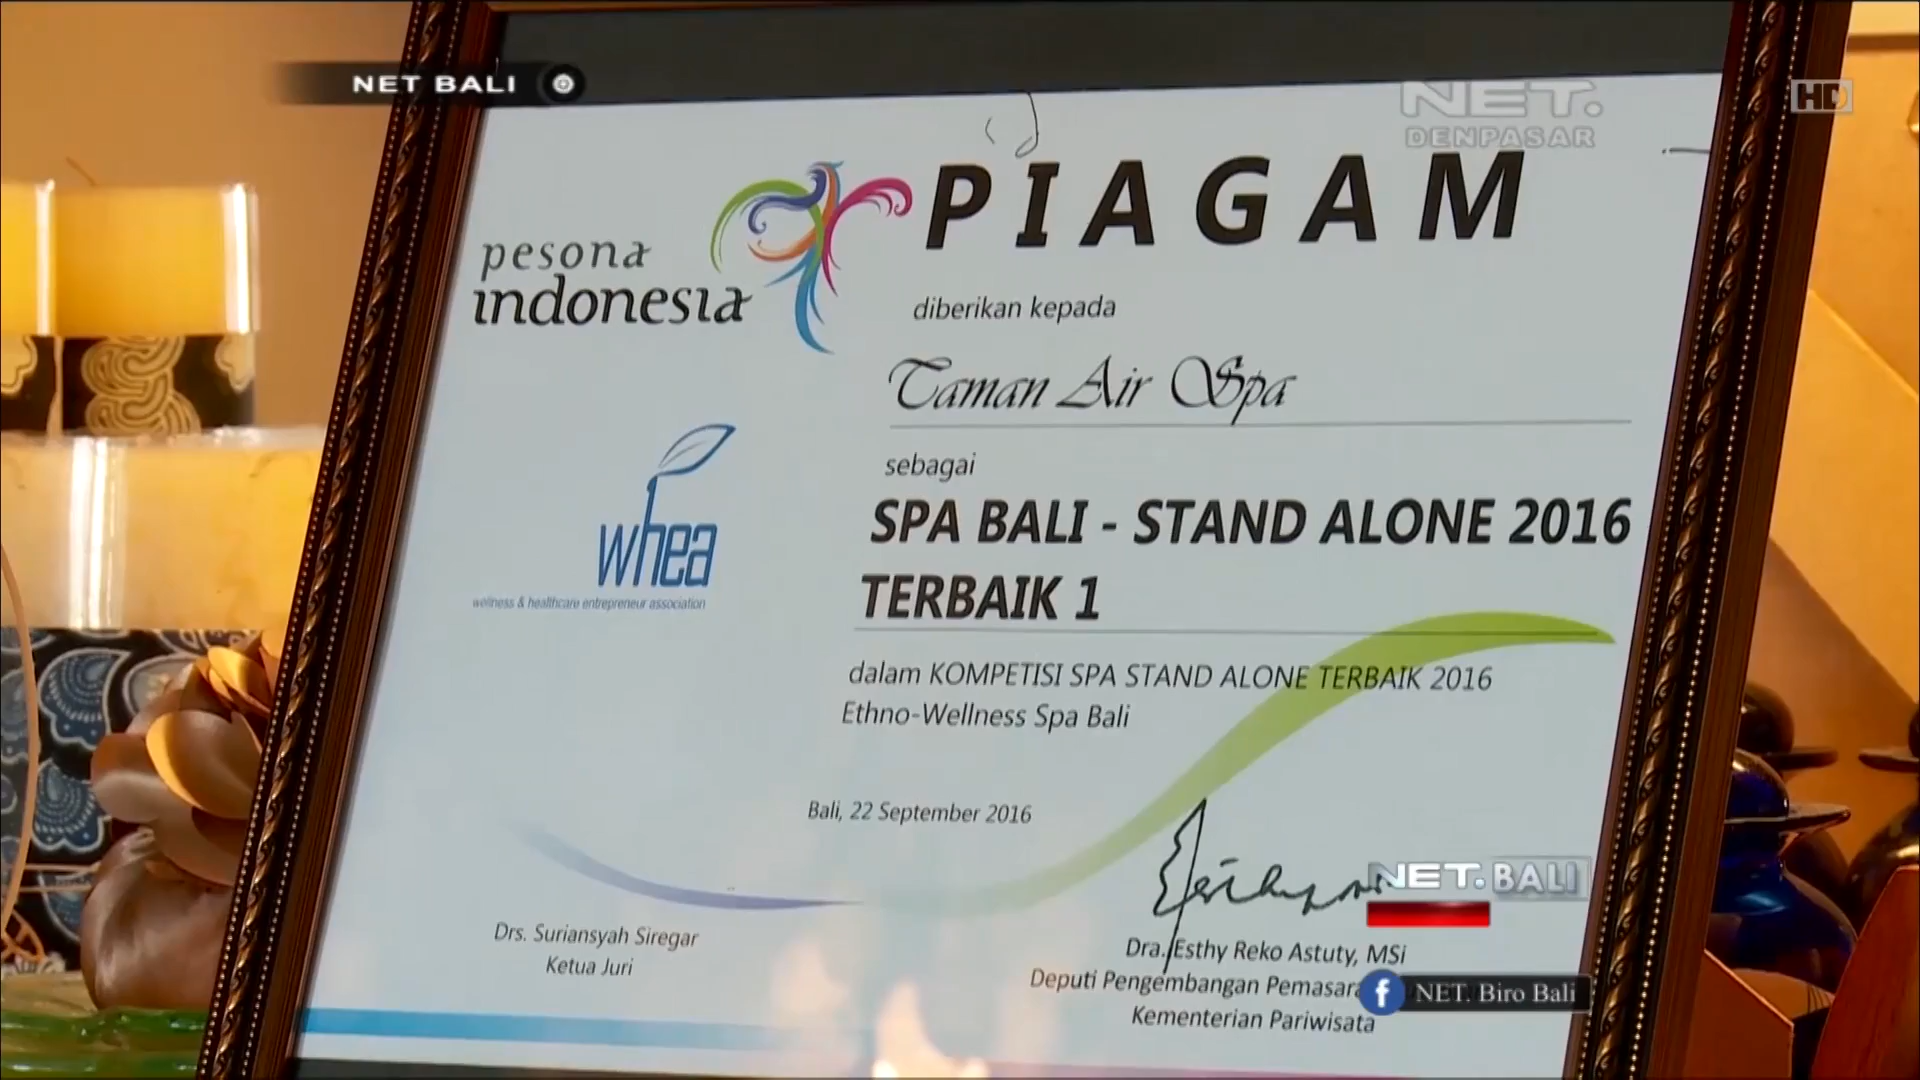 NET BALI
NET.
DENPASAR
HD
PIAGAM
pesona
indonesia
diberikan kepada
Taman Air Spa
sebagai
whea
wellness & healthcare entrepreneur association
SPA BALI - STAND ALONE 2016
TERBAIK 1
dalam KOMPETISI SPA STAND ALONE TERBAIK 2016
Ethno-Wellness Spa Bali
Bali, 22 September 2016
NET. BALI
Drs. Suriansyah Siregar
Ketua Juri
Dra. Esthy Reko Astuty, MSi
Deputi Pengembangan
Kementerian Pariwisata
f NET. Biro Bali